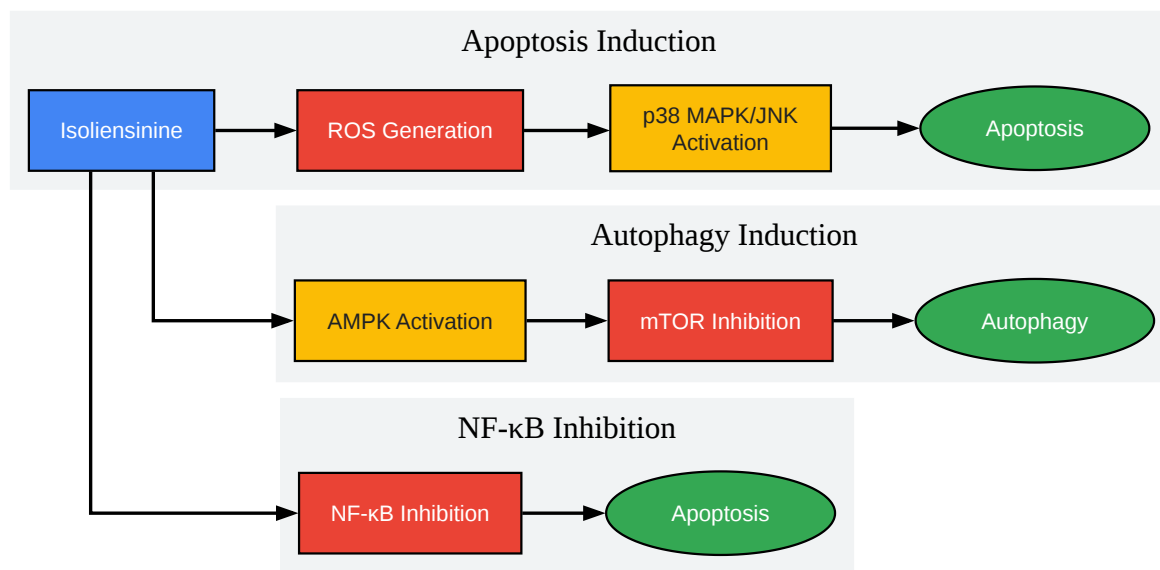 Apoptosis Induction
Isoliensinine
ROS Generation
p38 MAPK/JNK
Activation
Apoptosis
Autophagy Induction
AMPK Activation
mTOR Inhibition
Autophagy
NF-κB Inhibition
NF-κB Inhibition
Apoptosis